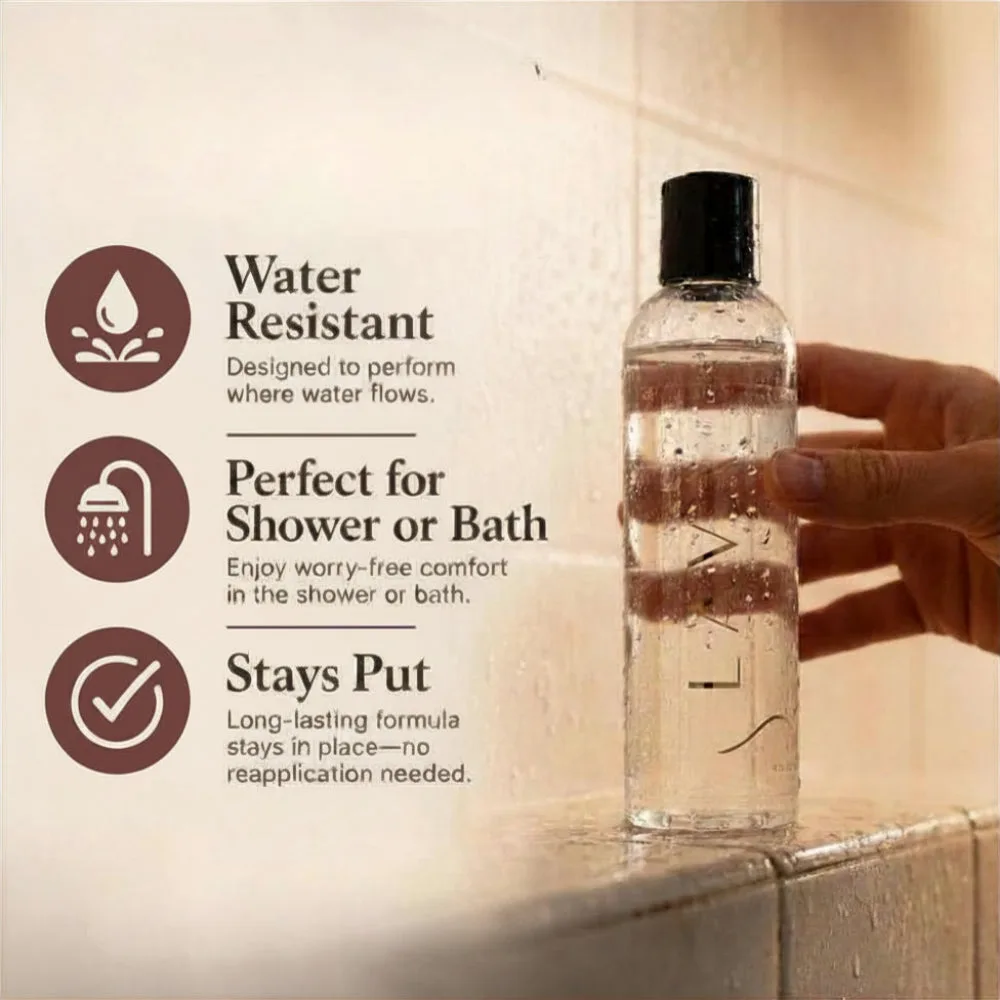 Water
Resistant
Designed to perform
where water flows.
Perfect for
Shower or Bath
Enjoy worry-free comfort
in the shower or bath.
Stays Put
Long-lasting formula
stays in place—no
reapplication needed.